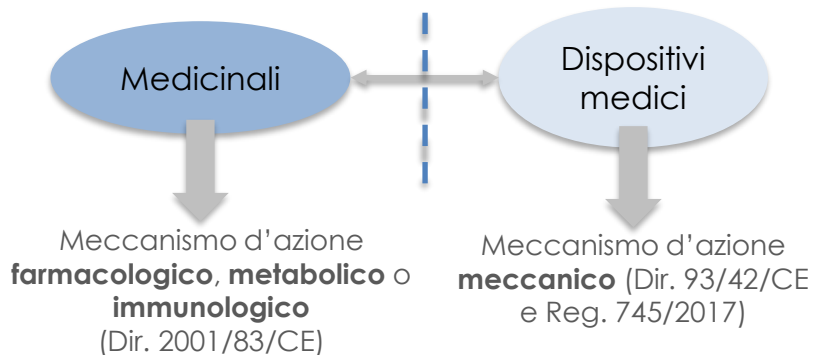 Medicinali
Dispositivi
medici
Meccanismo d’azione
farmacologico, metabolico o
immunologico
(Dir. 2001/83/CE)
Meccanismo d’azione
meccanico (Dir. 93/42/CE
e Reg. 745/2017)